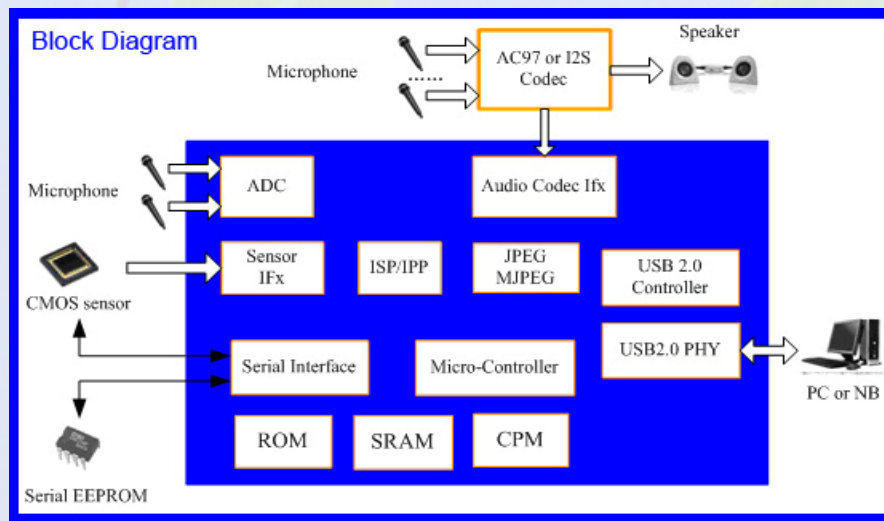 Block Diagram
Speaker
AC97 or I2S
Codec
Microphone
......
ADC
Audio Codec Ifx
Microphone
Sensor
IFx
ISP/IPP
JPEG
MJPEG
USB 2.0
Controller
CMOS sensor
USB2.0 PHY
Serial Interface
Micro-Controller
PC or NB
ROM
SRAM
CPM
Serial EEPROM